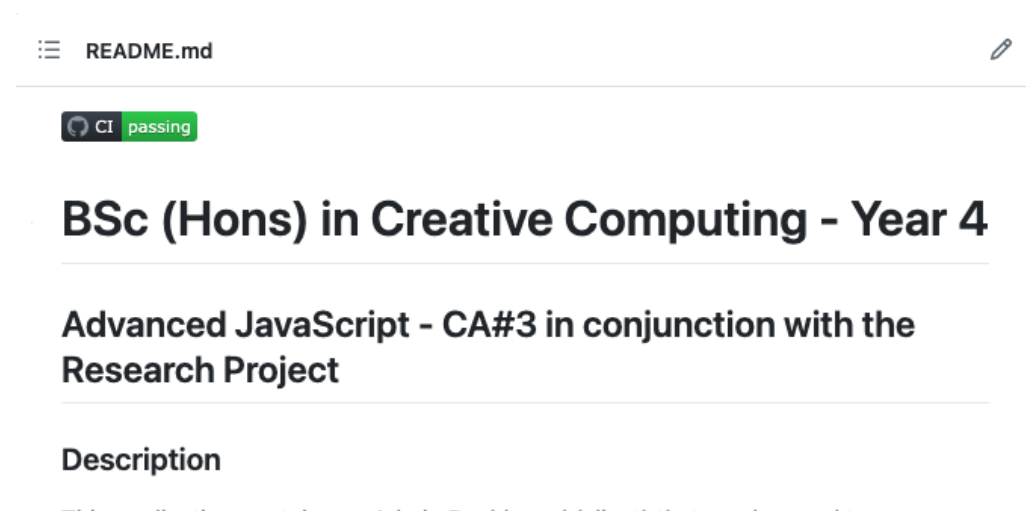 README.md
CI passing
BSc (Hons) in Creative Computing - Year 4
Advanced JavaScript - CA#3 in conjunction with the
Research Project
Description